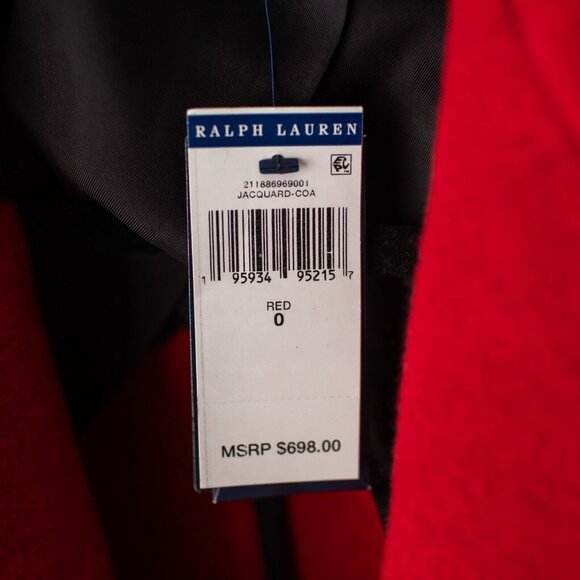 RALPH LAUREN
211886969001
JACQUARD-COA
1 95934 95215 7
RED
0
MSRP $698.00